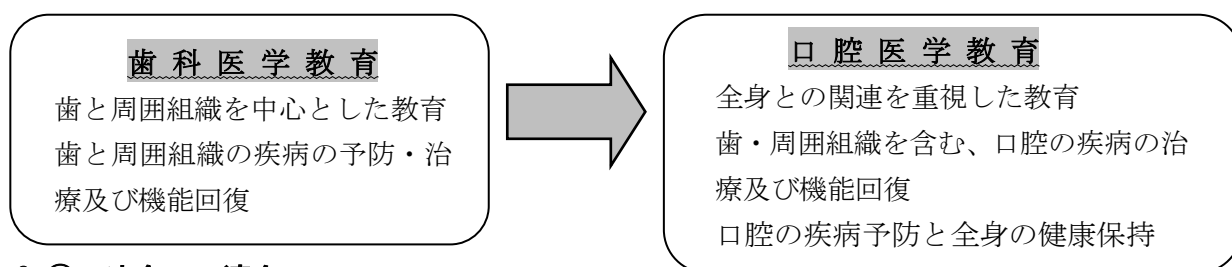 歯科医学教育
歯と周囲組織を中心とした教育
歯と周囲組織の疾病の予防・治
療及び機能回復
口腔医学教育
全身との関連を重視した教育
歯・周囲組織を含む、口腔の疾病の治
療及び機能回復
口腔の疾病予防と全身の健康保持